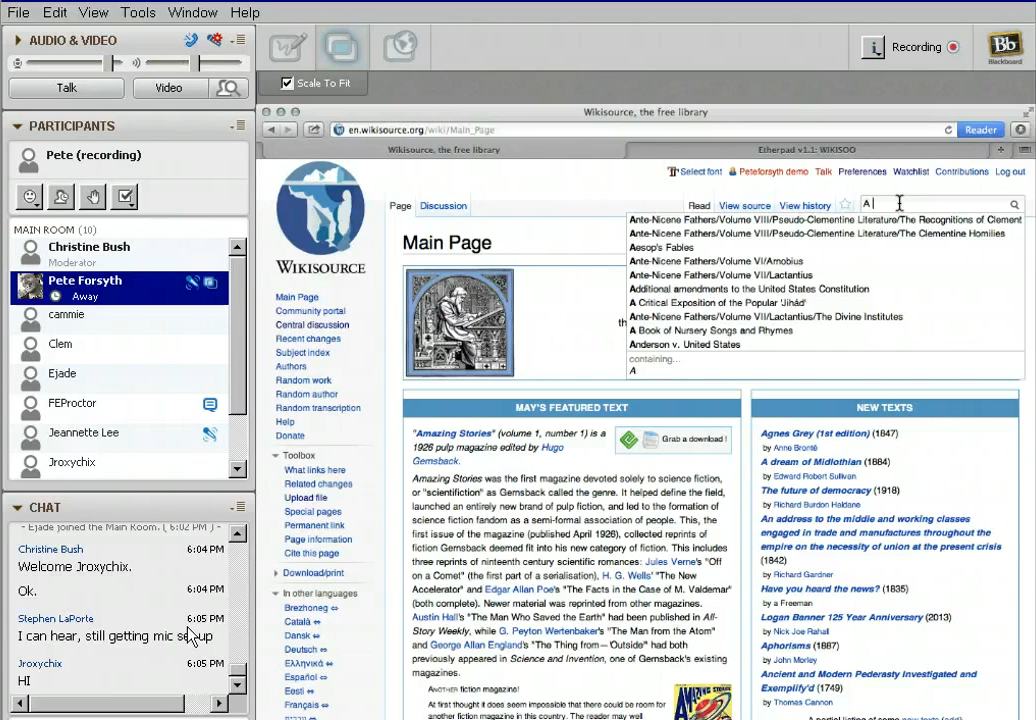 File Edit View Tools Window Help
AUDIO & VIDEO
Talk Video
PARTICIPANTS
Pete (recording)
MAIN ROOM (10)
Christine Bush
Moderator
Pete Forsyth
Away
cammie
Clem
Ejade
FEProctor
Jeannette Lee
Jroxychix
CHAT
- Ejade joined the Main Room. ( 6:02 PM ) -
Christine Bush 6:04 PM
Welcome Jroxychix.
Ok. 6:04 PM
Stephen LaPorte 6:05 PM
I can hear, still getting mic set up
Jroxychix 6:05 PM
HI
Recording
Bb
Blackboard
Scale To Fit
Wikisource, the free library
en.wikisource.org/wiki/Main_Page
Reader
Wikisource, the free library
Etherpad v1.1: WIKISOO
Select font Peteforsyth demo Talk Preferences Watchlist Contributions Log out
Page Discussion Read View source View history A
WIKISOURCE
Main Page
Community portal
Central discussion
Recent changes
Subject index
Authors
Random work
Random author
Random transcription
Help
Donate
Toolbox
What links here
Related changes
Upload file
Special pages
Permanent link
Page information
Cite this page
Download/print
In other languages
Brezhoneg
Català
Dansk
Deutsch
Ελληνικά
Español
Eesti
Français
Main Page
th
Ante-Nicene Fathers/Volume VIII/Pseudo-Clementine Literature/The Recognitions of Clement
Ante-Nicene Fathers/Volume VIII/Pseudo-Clementine Literature/The Clementine Homilies
Aesop's Fables
Ante-Nicene Fathers/Volume VI/Arnobius
Ante-Nicene Fathers/Volume VII/Lactantius
Additional amendments to the United States Constitution
A Critical Exposition of the Popular 'Jihád'
Ante-Nicene Fathers/Volume VII/Lactantius/The Divine Institutes
A Book of Nursery Songs and Rhymes
Anderson v. United States
containing...
A
MAY'S FEATURED TEXT
"Amazing Stories" (volume 1, number 1) is a
1926 pulp magazine edited by Hugo
Gernsback.
Grab a download !
Amazing Stories was the first magazine devoted solely to science fiction,
or "scientifiction" as Gernsback called the genre. It helped define the field,
launched an entirely new brand of pulp fiction, and led to the formation of
science fiction fandom as a semi-formal association of people. This, the
first issue of the magazine (published April 1926), collected reprints of
fiction Gernsback deemed fit into his new category of fiction. This includes
three reprints of nineteenth century scientific romances: Jules Verne's "Off
on a Comet" (the first part of a serialisation), H. G. Wells' "The New
Accelerator" and Edgar Allan Poe's "The Facts in the Case of M. Valdemar"
(both complete). Newer material was reprinted from other magazines.
Austin Hall's "The Man Who Saved the Earth" had been published in All-
Story Weekly, while G. Peyton Wertenbaker's "The Man from the Atom"
and George Allan England's "The Thing from—'Outside'" had both
previously appeared in Science and Invention, one of Gernsback's existing
magazines.
Another fiction magazine!
At first thought it does seem impossible that there could be room for
another fiction magazine in this country. The reader may well
AMAZING STORIES
NEW TEXTS
Agnes Grey (1st edition) (1847)
by Anne Brontë
A dream of Midlothian (1884)
by Edward Robert Sullivan
The future of democracy (1918)
by Richard Burdon Haldane
An address to the middle and working classes
engaged in trade and manufactures throughout the
empire on the necessity of union at the present crisis
(1842)
by Richard Gardner
Have you heard the news? (1835)
by a Freeman
Logan Banner 125 Year Anniversary (2013)
by Nick Joe Rahall
Aphorisms (1887)
by John Morley
Ancient and Modern Pederasty Investigated and
Exemplify'd (1749)
by Thomas Cannon
A partial listing of some new texts (add)